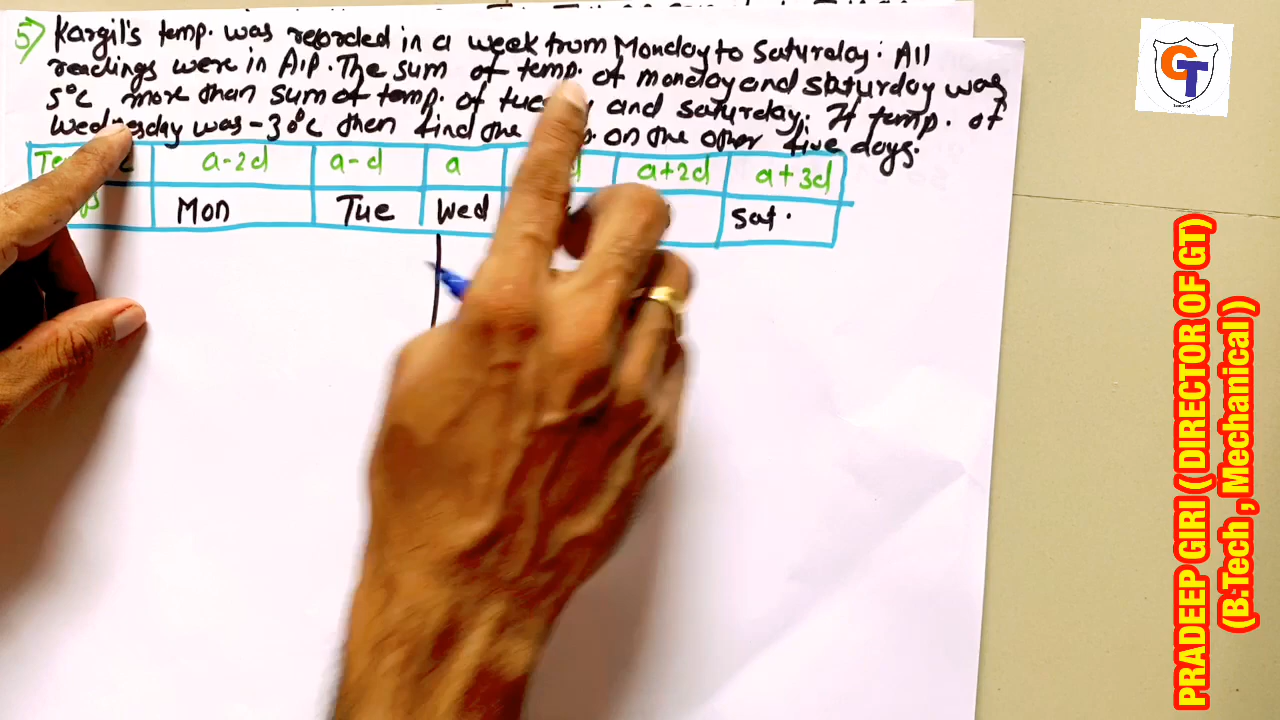 5) Kargil's temp. was recorded in a week from Monday to Saturday: All
readings were in A.P. The sum of temp. of monday and saturday was
5°C more than sum of temp. of and saturday. If temp. of
Wednesday was -30°C then find the on the other five days.
a-2d a-d a a+2d a+3d
Mon Tue Wed Sat.
GT
PRADEEP GIRI ( DIRECTOR OF GT)
(B.Tech , Mechanical )